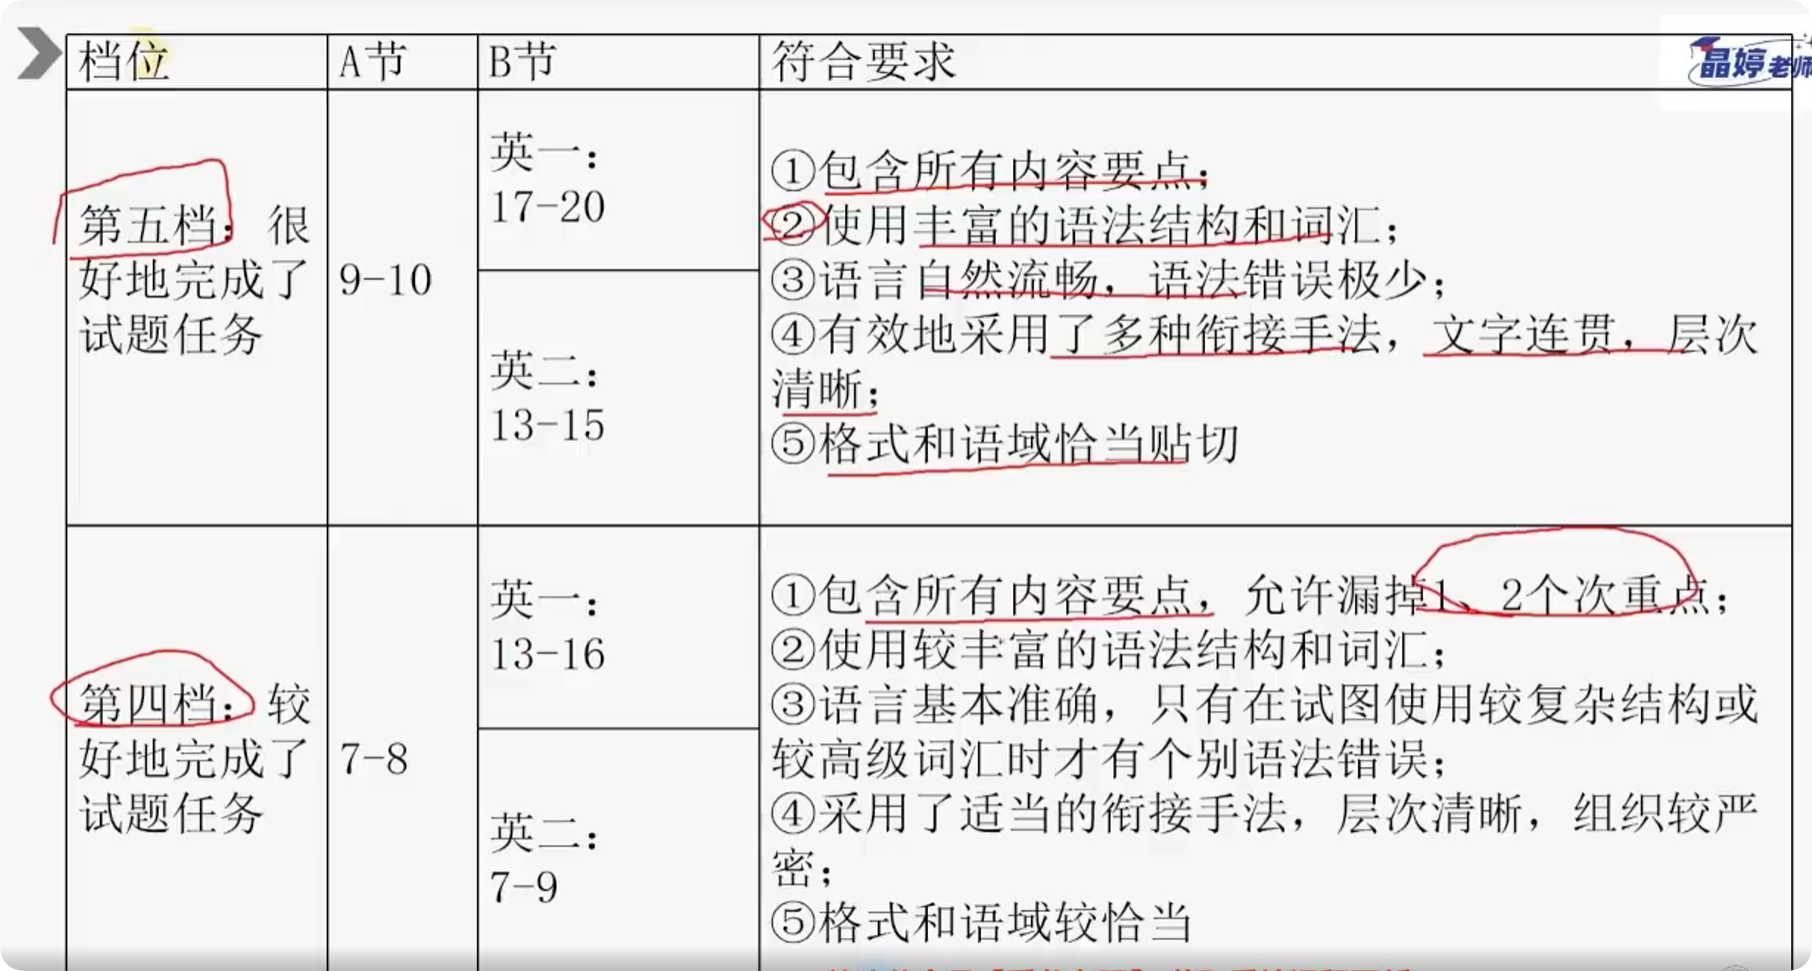 档位 A节 B节 符合要求
晶婷老师
第五档：很
好地完成了
试题任务
9-10
英一：
17-20
英二：
13-15
①包含所有内容要点；
②使用丰富的语法结构和词汇；
③语言自然流畅，语法错误极少；
④有效地采用了多种衔接手法，文字连贯，层次
清晰；
⑤格式和语域恰当贴切
第四档：较
好地完成了
试题任务
7-8
英一：
13-16
英二：
7-9
①包含所有内容要点，允许漏掉1、2个次重点；
②使用较丰富的语法结构和词汇；
③语言基本准确，只有在试图使用较复杂结构或
较高级词汇时才有个别语法错误；
④采用了适当的衔接手法，层次清晰，组织较严
密；
⑤格式和语域较恰当